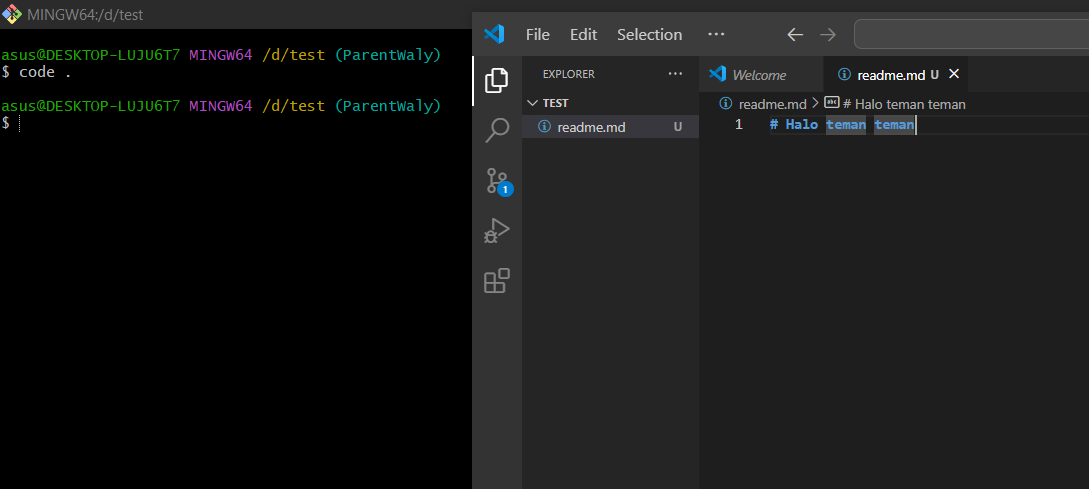 MINGW64:/d/test
asus@DESKTOP-LUJU6T7 MINGW64 /d/test (ParentWaly)
$ code .
asus@DESKTOP-LUJU6T7 MINGW64 /d/test (ParentWaly)
$
File Edit Selection ···
EXPLORER ···
TEST
readme.md U
1
Welcome readme.md U
readme.md > # Halo teman teman
1 # Halo teman teman